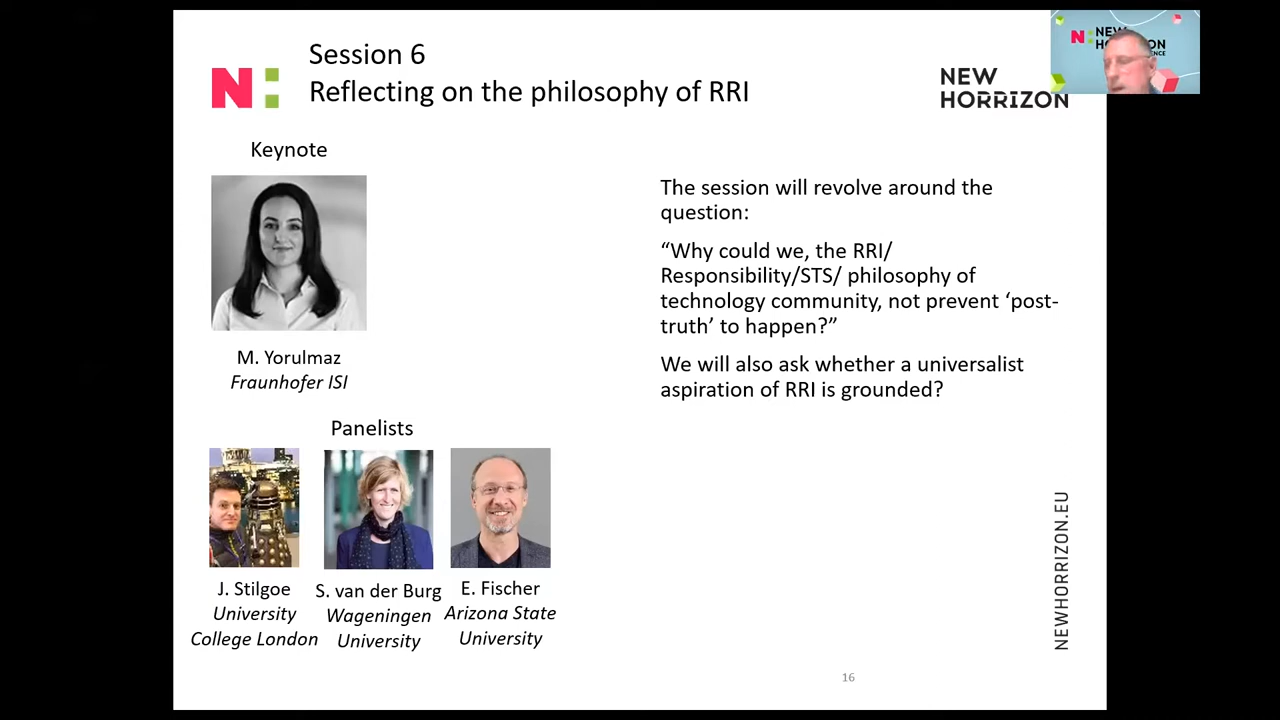 Session 6
Reflecting on the philosophy of RRI
N:
NEW
HORRIZON
Keynote
M. Yorulmaz
Fraunhofer ISI
Panelists
J. Stilgoe
University
College London
S. van der Burg
Wageningen
University
E. Fischer
Arizona State
University
The session will revolve around the
question:
“Why could we, the RRI/
Responsibility/STS/ philosophy of
technology community, not prevent ‘post-
truth’ to happen?”
We will also ask whether a universalist
aspiration of RRI is grounded?
NEWHORRIZON.EU
16
N: